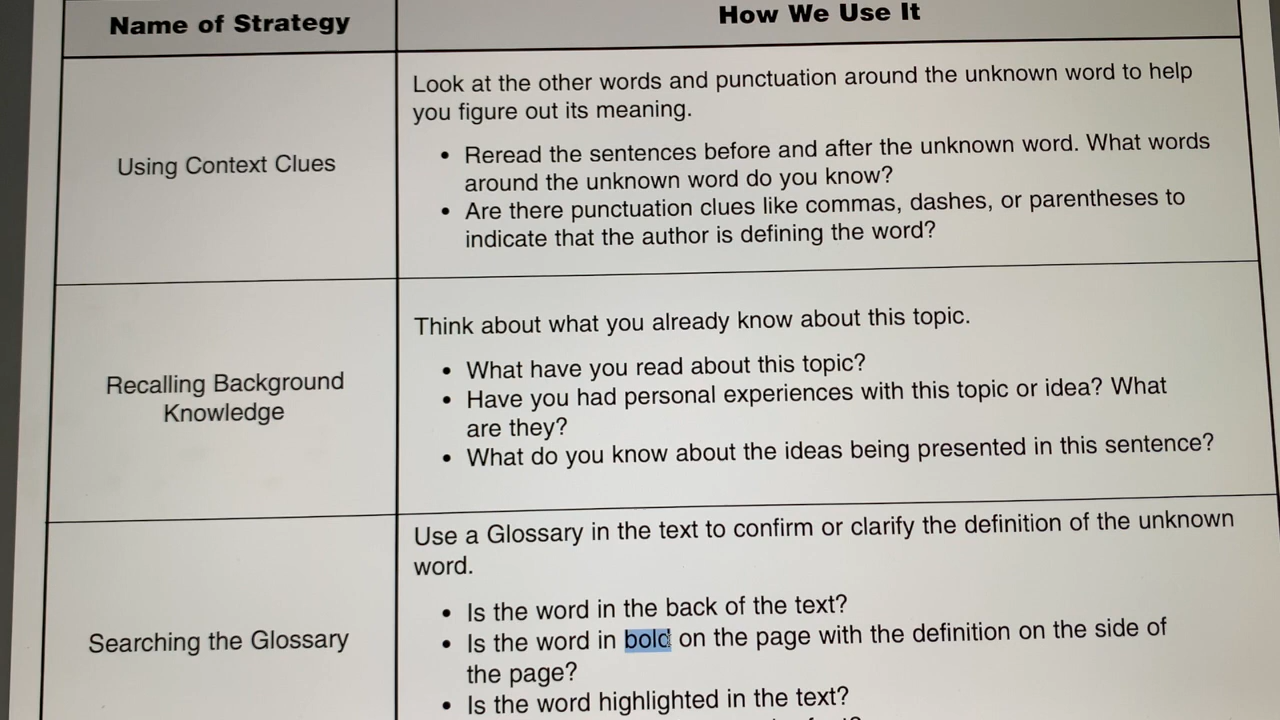 Name of Strategy
How We Use It
Using Context Clues
Look at the other words and punctuation around the unknown word to help
you figure out its meaning.
• Reread the sentences before and after the unknown word. What words
around the unknown word do you know?
• Are there punctuation clues like commas, dashes, or parentheses to
indicate that the author is defining the word?
Recalling Background
Knowledge
Think about what you already know about this topic.
• What have you read about this topic?
• Have you had personal experiences with this topic or idea? What
are they?
• What do you know about the ideas being presented in this sentence?
Searching the Glossary
Use a Glossary in the text to confirm or clarify the definition of the unknown
word.
• Is the word in the back of the text?
• Is the word in bold on the page with the definition on the side of
the page?
• Is the word highlighted in the text?